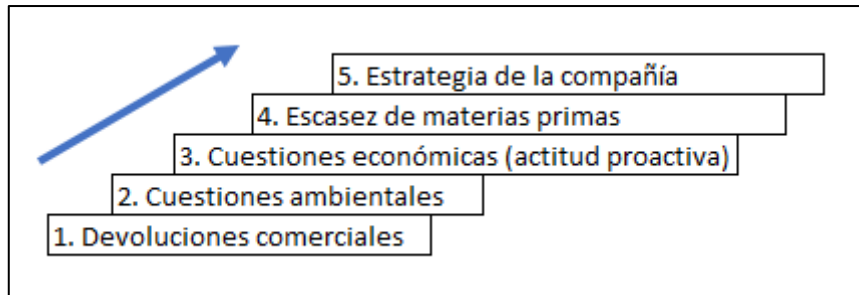 5. Estrategia de la compañía
4. Escasez de materias primas
3. Cuestiones económicas (actitud proactiva)
2. Cuestiones ambientales
1. Devoluciones comerciales